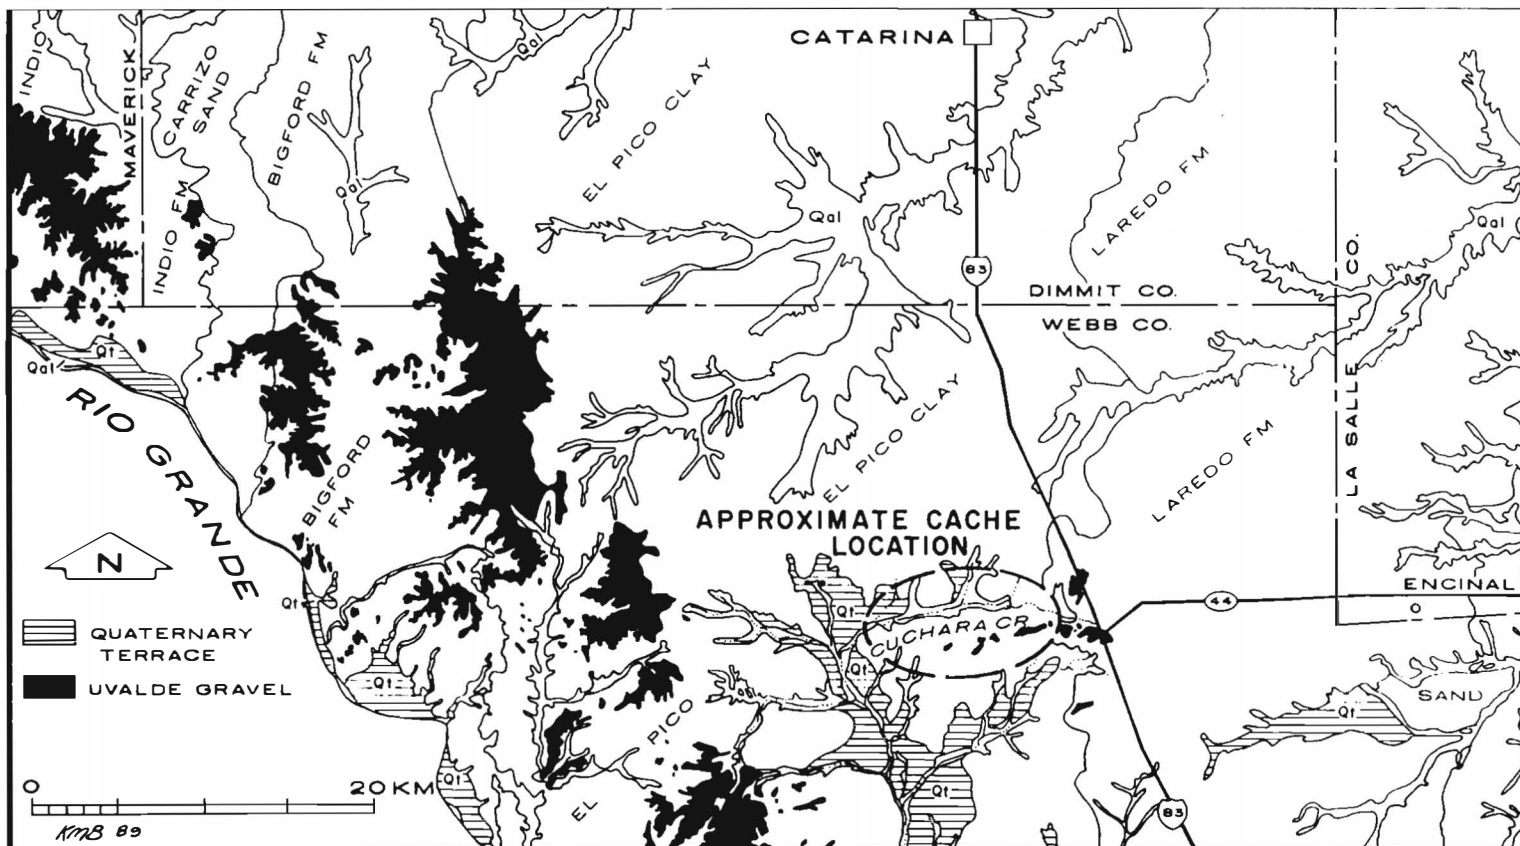 INDIO
MAVERICK
CARRIZO
SAND
BIGFORD FM
Qal
CATARINA
EL PICO CLAY
Qal
INDIO FM
Qal
LAREDO FM
Qal
CO.
83
DIMMIT CO.
WEBB CO.
Qt
Qal
RIO GRANDE
EL PICO CLAY
LA SALLE
LAREDO FM
BIGFORD
FM
APPROXIMATE CACHE
LOCATION
N
ENCINAL
44
Qt
Qt
CUCHARA CR
QUATERNARY
TERRACE
Qt
Qt
UVALDE GRAVEL
Qal
SAND
Qt
PICO
EL
0
20 KM
Qt
Qt
83
KMB 89